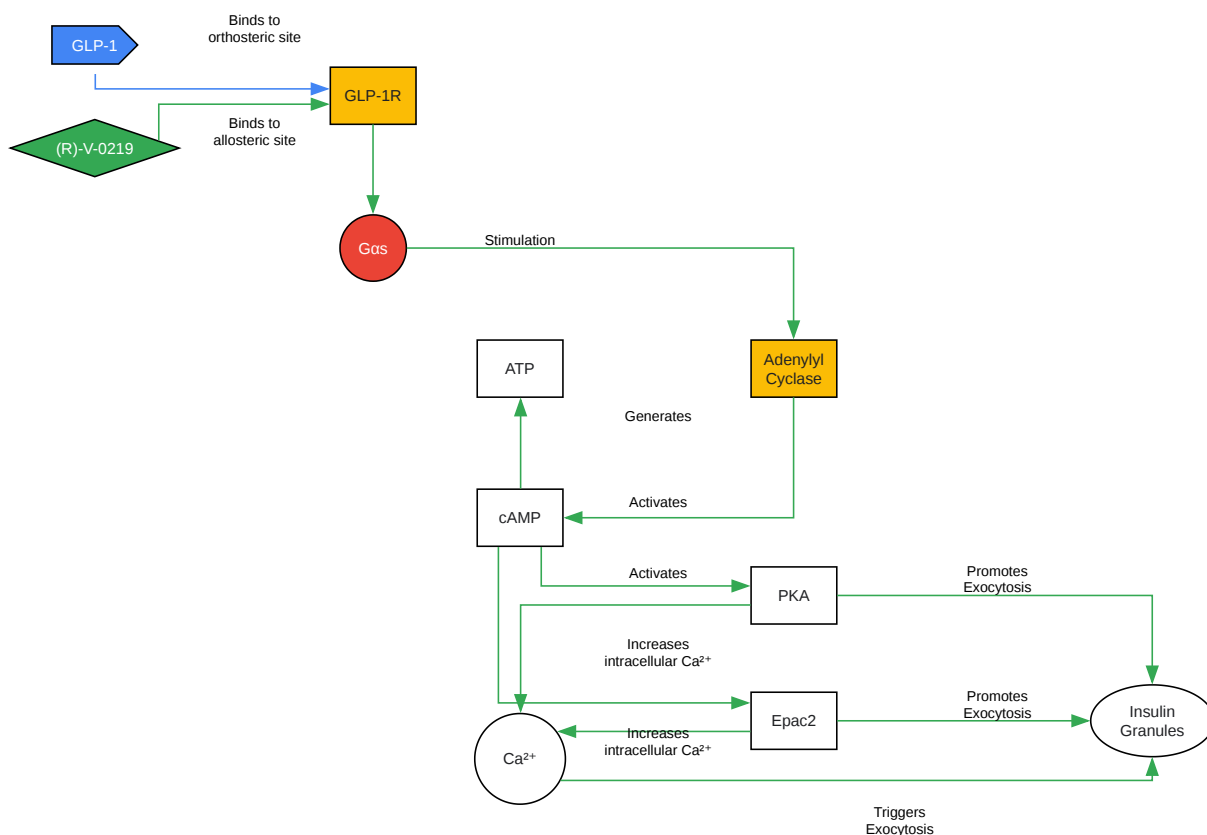 Binds to
orthosteric site
GLP-1
GLP-1R
Binds to
allosteric site
(R)-V-0219
Stimulation
Gαs
ATP
Adenylyl
Cyclase
Generates
cAMP
Activates
Activates
PKA
Promotes
Exocytosis
Increases
intracellular Ca²⁺
Epac2
Promotes
Exocytosis
Insulin
Granules
Increases
intracellular Ca²⁺
Ca²⁺
Triggers
Exocytosis